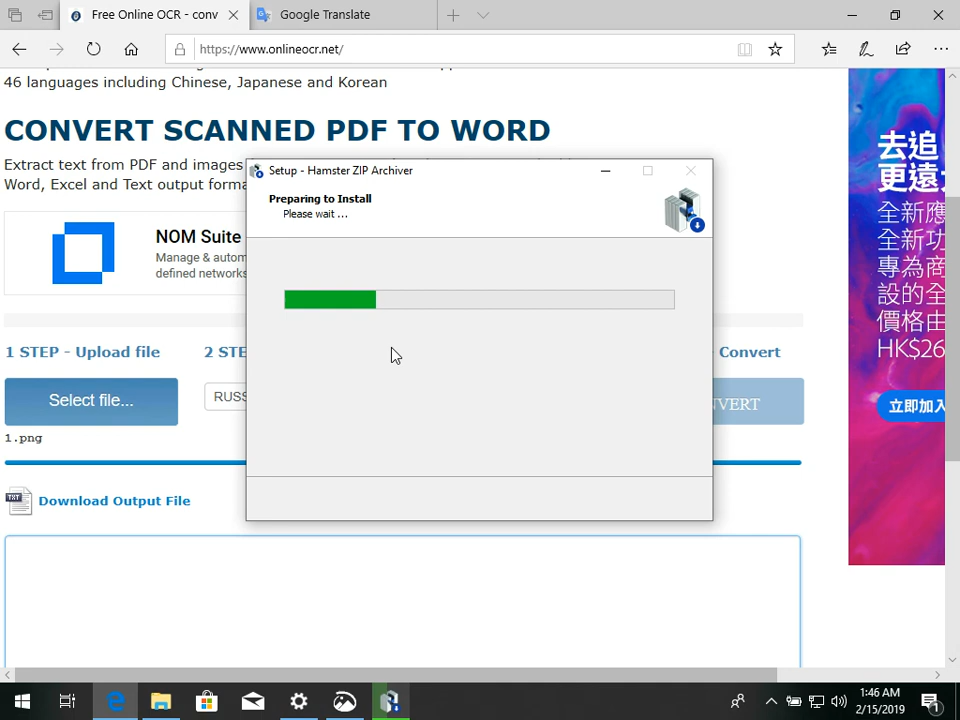 Free Online OCR - conv
Google Translate
https://www.onlineocr.net/
46 languages including Chinese, Japanese and Korean
CONVERT SCANNED PDF TO WORD
Extract text from PDF and images
Word, Excel and Text output forma
Setup - Hamster ZIP Archiver
Preparing to Install
Please wait ...
NOM Suite
Manage & autom
defined networks
1 STEP - Upload file
2 STE
Convert
Select file...
RUSS
VERT
1.png
TXT
Download Output File
去追
更遠
全新應
全新功
專為商
設的全
價格由
HK$26
立即加入
1:46 AM
2/15/2019
1